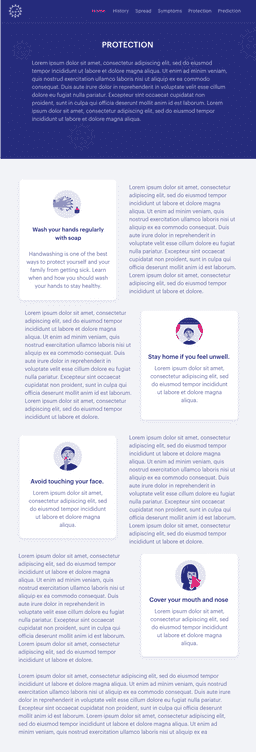 Home History Spread Symptoms Protection Prediction
PROTECTION
Lorem ipsum dolor sit amet, consectetur adipiscing elit, sed do eiusmod
tempor incididunt ut labore et dolore magna aliqua. Ut enim ad minim veniam,
quis nostrud exercitation ullamco laboris nisi ut aliquip ex ea commodo
consequat. Duis aute irure dolor in reprehenderit in voluptate velit esse cillum
dolore eu fugiat nulla pariatur. Excepteur sint occaecat cupidatat non
proident, sunt in culpa qui officia deserunt mollit anim id est laborum. Lorem
ipsum dolor sit amet, consectetur adipiscing elit, sed do eiusmod tempor
incididunt ut labore et dolore magna aliqua.
Wash your hands regularly
with soap
Handwashing is one of the best
ways to protect yourself and your
family from getting sick. Learn
when and how you should wash
your hands to stay healthy.
Lorem ipsum dolor sit amet, consectetur
adipiscing elit, sed do eiusmod tempor
incididunt ut labore et dolore magna
aliqua. Ut enim ad minim veniam, quis
nostrud exercitation ullamco laboris nisi
ut aliquip ex ea commodo consequat. Duis
aute irure dolor in reprehenderit in
voluptate velit esse cillum dolore eu fugiat
nulla pariatur. Excepteur sint occaecat
cupidatat non proident, sunt in culpa qui
officia deserunt mollit anim id est laborum.
Lorem ipsum dolor sit amet, consectetur
adipiscing elit, sed do eiusmod tempor
incididunt ut labore et dolore.
Lorem ipsum dolor sit amet, consectetur
adipiscing elit, sed do eiusmod tempor
incididunt ut labore et dolore magna
aliqua. Ut enim ad minim veniam, quis
nostrud exercitation ullamco laboris nisi
ut aliquip ex ea commodo consequat. Duis
aute irure dolor in reprehenderit in
voluptate velit esse cillum dolore eu fugiat
nulla pariatur. Excepteur sint occaecat
cupidatat non proident, sunt in culpa qui
officia deserunt mollit anim id est laborum.
Lorem ipsum dolor sit amet, consectetur
adipiscing elit, sed do eiusmod tempor
incididunt ut labore et dolore.
Stay home if you feel unwell.
Lorem ipsum dolor sit amet,
consectetur adipiscing elit, sed
do eiusmod tempor incididunt
ut labore et dolore magna
aliqua.
Avoid touching your face.
Lorem ipsum dolor sit amet,
consectetur adipiscing elit, sed
do eiusmod tempor incididunt
ut labore et dolore magna
aliqua.
Lorem ipsum dolor sit amet, consectetur
adipiscing elit, sed do eiusmod tempor
incididunt ut labore et dolore magna
aliqua. Ut enim ad minim veniam, quis
nostrud exercitation ullamco laboris nisi
ut aliquip ex ea commodo consequat. Duis
aute irure dolor in reprehenderit in
voluptate velit esse cillum dolore eu fugiat
nulla pariatur. Excepteur sint occaecat
cupidatat non proident, sunt in culpa qui
officia deserunt mollit anim id est laborum.
Lorem ipsum dolor sit amet, consectetur
adipiscing elit, sed do eiusmod tempor
incididunt ut labore et dolore.
Lorem ipsum dolor sit amet, consectetur
adipiscing elit, sed do eiusmod tempor
incididunt ut labore et dolore magna
aliqua. Ut enim ad minim veniam, quis
nostrud exercitation ullamco laboris nisi
ut aliquip ex ea commodo consequat. Duis
aute irure dolor in reprehenderit in
voluptate velit esse cillum dolore eu fugiat
nulla pariatur. Excepteur sint occaecat
cupidatat non proident, sunt in culpa qui
officia deserunt mollit anim id est laborum.
Lorem ipsum dolor sit amet, consectetur
adipiscing elit, sed do eiusmod tempor
incididunt ut labore et dolore.
Cover your mouth and nose
Lorem ipsum dolor sit amet,
consectetur adipiscing elit, sed
do eiusmod tempor incididunt
ut labore et dolore magna
aliqua.
Lorem ipsum dolor sit amet, consectetur adipiscing elit, sed do eiusmod tempor
incididunt ut labore et dolore magna aliqua. Ut enim ad minim veniam, quis nostrud
exercitation ullamco laboris nisi ut aliquip ex ea commodo consequat. Duis aute irure
dolor in reprehenderit in voluptate velit esse cillum dolore eu fugiat nulla pariatur.
Excepteur sint occaecat cupidatat non proident, sunt in culpa qui officia deserunt
mollit anim id est laborum. Lorem ipsum dolor sit amet, consectetur adipiscing elit, sed
do eiusmod tempor incididunt ut labore et dolore magna aliqua. Ut enim ad minim
veniam, quis nostrud exercitation ullamco laboris nisi ut aliquip ex ea